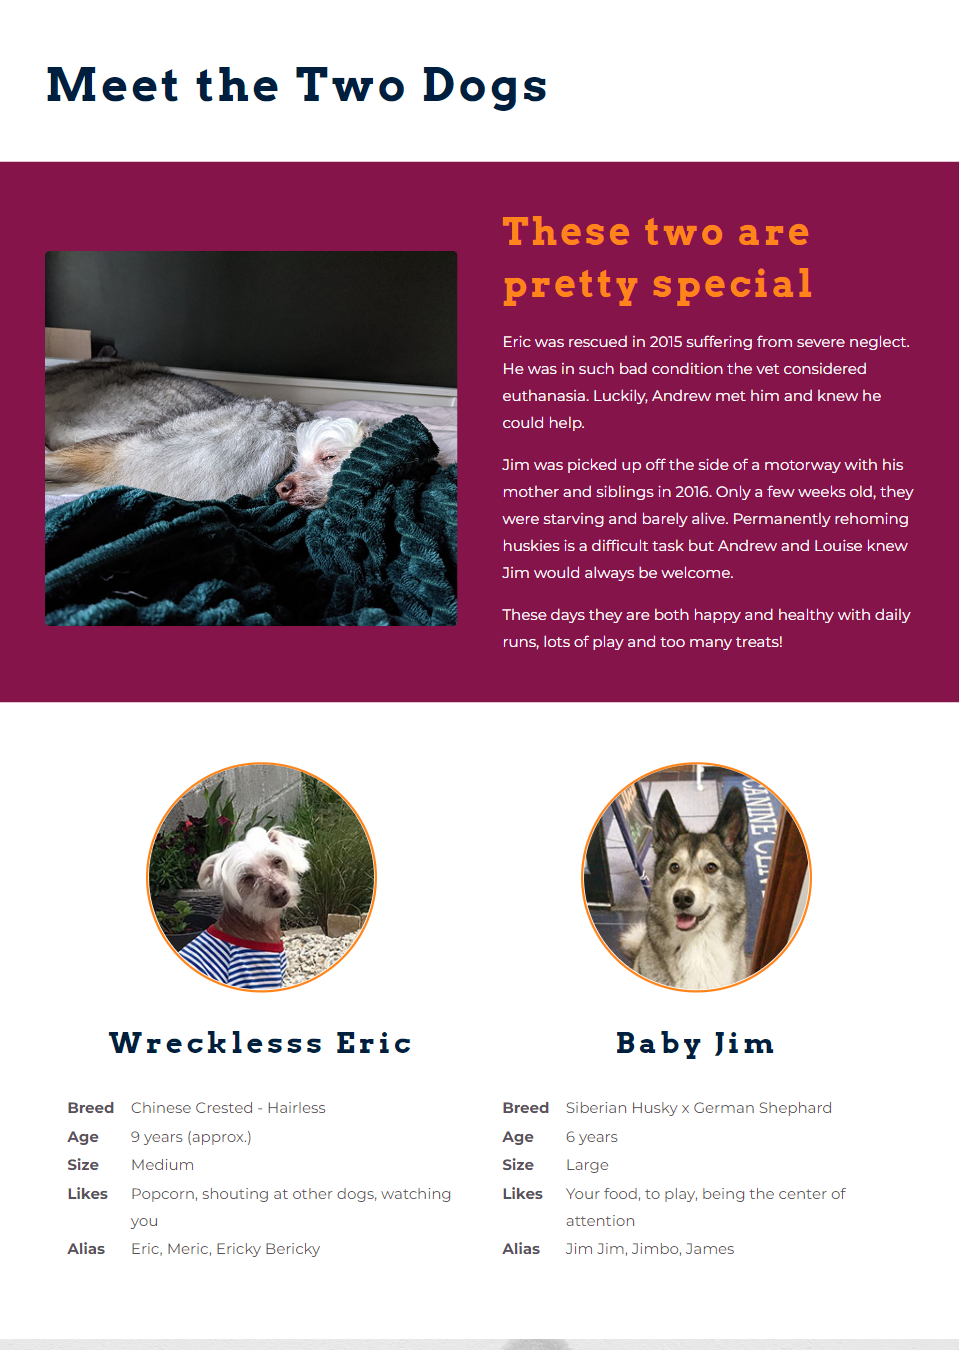 Meet the Two Dogs
These two are
pretty special
Eric was rescued in 2015 suffering from severe neglect.
He was in such bad condition the vet considered
euthanasia. Luckily, Andrew met him and knew he
could help.
Jim was picked up off the side of a motorway with his
mother and siblings in 2016. Only a few weeks old, they
were starving and barely alive. Permanently rehoming
huskies is a difficult task but Andrew and Louise knew
Jim would always be welcome.
These days they are both happy and healthy with daily
runs, lots of play and too many treats!
CANINE
Wrecklesss Eric
Breed Chinese Crested - Hairless
Age 9 years (approx.)
Size Medium
Likes Popcorn, shouting at other dogs, watching
you
Alias Eric, Meric, Ericky Bericky
Baby Jim
Breed Siberian Husky x German Shephard
Age 6 years
Size Large
Likes Your food, to play, being the center of
attention
Alias Jim Jim, Jimbo, James